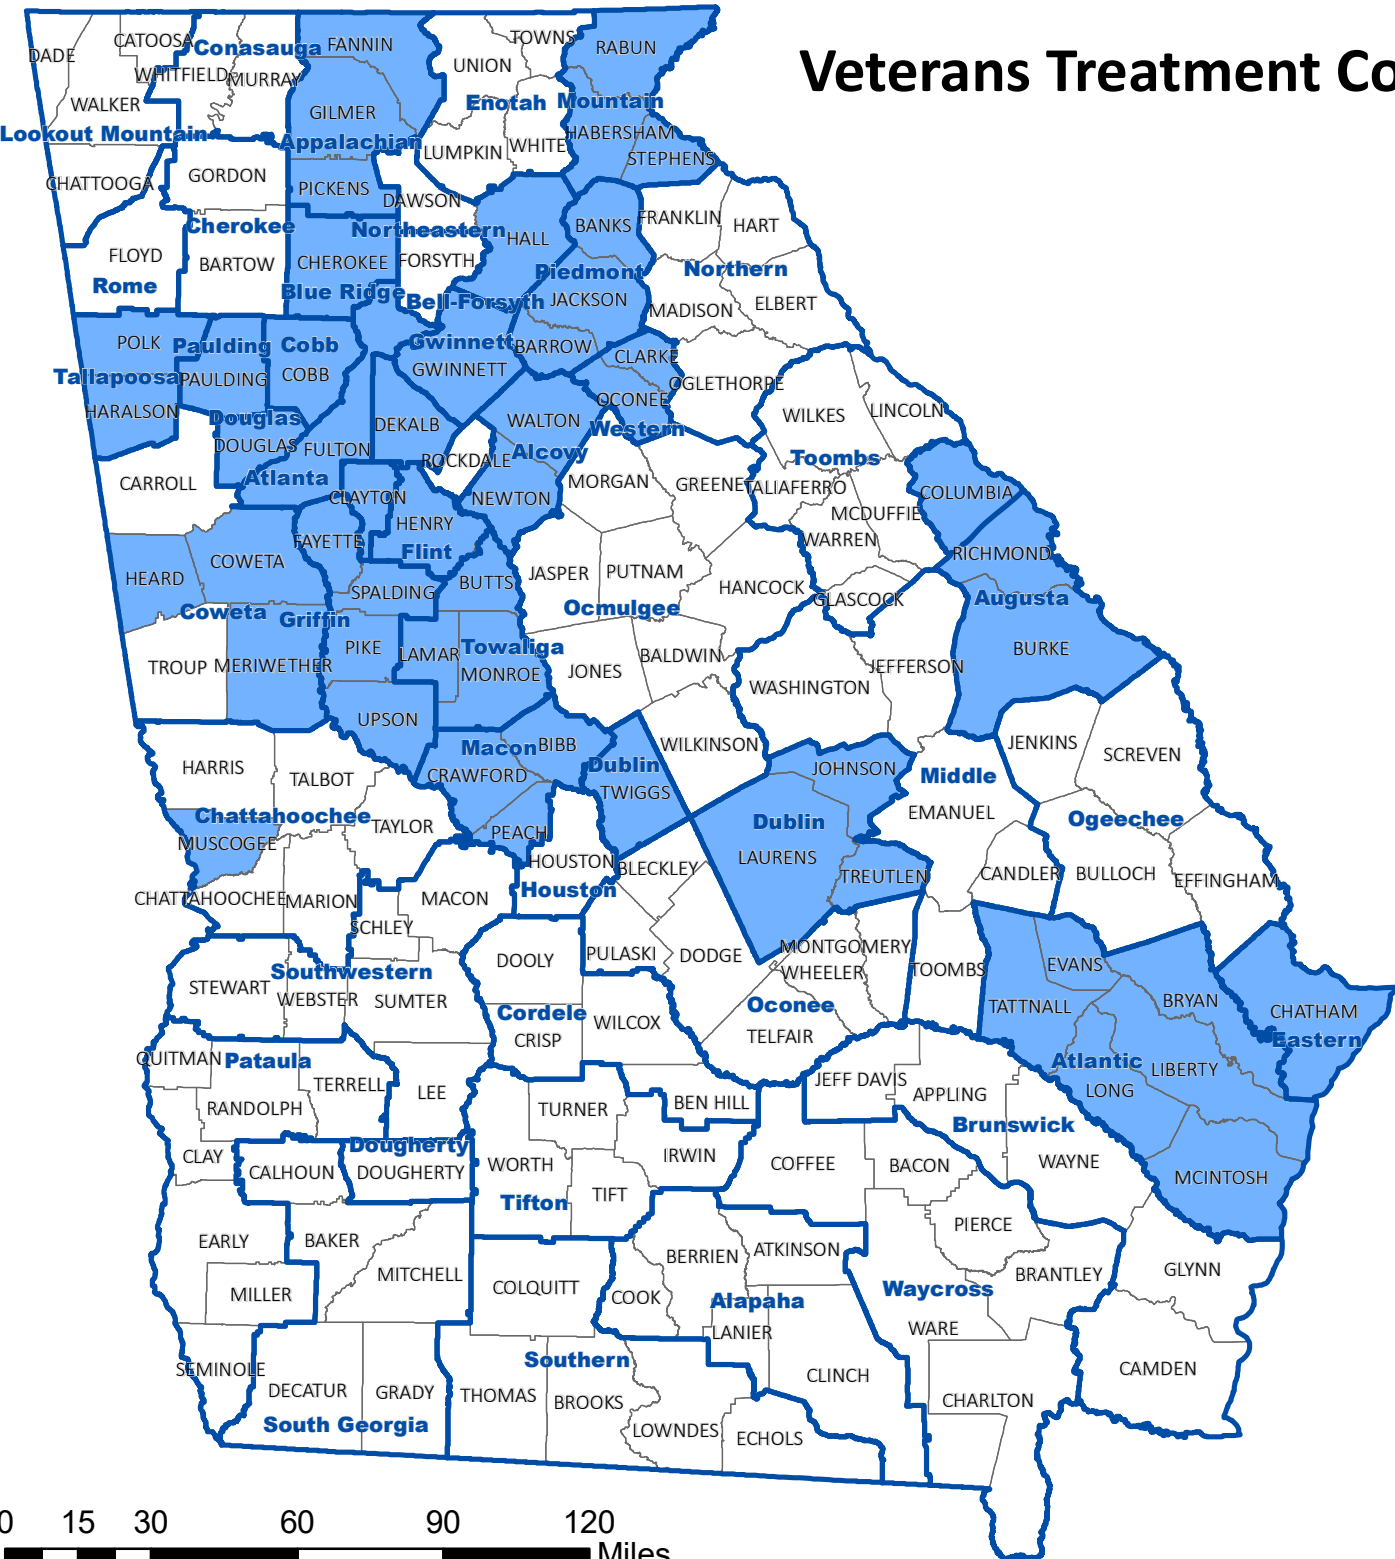 Veterans Treatment Co
DADE
CATOOSA
Conasauga
FANNIN
TOWNS
RABUN
WHITFIELD
MURRAY
UNION
WALKER
GILMER
Enotah
Mountain
Lookout Mountain
Appalachian
LUMPKIN
WHITE
HABERSHAM
STEPHENS
CHATTOOGA
GORDON
PICKENS
DAWSON
FRANKLIN
HART
Cherokee
Northeastern
HALL
BANKS
FLOYD
BARTOW
CHEROKEE
FORSYTH
Piedmont
Northern
Rome
Blue Ridge
Bell-Forsyth
JACKSON
MADISON
ELBERT
POLK
Paulding
Cobb
Gwinnett
BARROW
CLARKE
Tallapoosa
PAULDING
COBB
GWINNETT
OGLETHORPE
HARALSON
Douglas
DEKALB
WALTON
OCONEE
WILKES
LINCOLN
DOUGLAS
FULTON
ROCKDALE
Alcovy
Western
Toombs
CARROLL
Atlanta
CLAYTON
NEWTON
MORGAN
GREENE
TALIAFERRO
COLUMBIA
HENRY
MCDUFFIE
FAYETTE
Flint
WARREN
RICHMOND
HEARD
COWETA
SPALDING
BUTTS
JASPER
PUTNAM
HANCOCK
GLASCOCK
Coweta
Griffin
Ocmulgee
Augusta
TROUP
MERIWETHER
PIKE
LAMAR
Towaliga
MONROE
JONES
BALDWIN
WASHINGTON
JEFFERSON
BURKE
UPSON
HARRIS
TALBOT
Macon
BIBB
Dublin
WILKINSON
JENKINS
SCREVEN
CRAWFORD
TWIGGS
JOHNSON
Middle
Chattahoochee
TAYLOR
PEACH
Dublin
EMANUEL
Ogeechee
MUSCOGEE
HOUSTON
BLECKLEY
LAURENS
TREUTLEN
CANDLER
BULLOCH
EFFINGHAM
CHATTAHOOCHEE
MARION
MACON
Houston
SCHLEY
DOOLY
PULASKI
DODGE
MONTGOMERY
WHEELER
TOOMBS
EVANS
STEWART
Southwestern
WEBSTER
SUMTER
Cordele
CRISP
WILCOX
Oconee
TELFAIR
TATTNALL
BRYAN
CHATHAM
Eastern
QUITMAN
Pataula
TERRELL
LEE
Atlantic
LONG
LIBERTY
RANDOLPH
TURNER
BEN HILL
JEFF DAVIS
APPLING
Brunswick
CLAY
CALHOUN
Dougherty
DOUGHERTY
WORTH
IRWIN
COFFEE
BACON
WAYNE
MCINTOSH
Tifton
TIFT
PIERCE
EARLY
BAKER
MITCHELL
BERRIEN
ATKINSON
BRANTLEY
GLYNN
MILLER
COLQUITT
COOK
Alapaha
Waycross
LANIER
WARE
SEMINOLE
DECATUR
GRADY
Southern
THOMAS
BROOKS
CLINCH
CHARLTON
CAMDEN
South Georgia
LOWNDES
ECHOLS
0 15 30 60 90 120
Miles